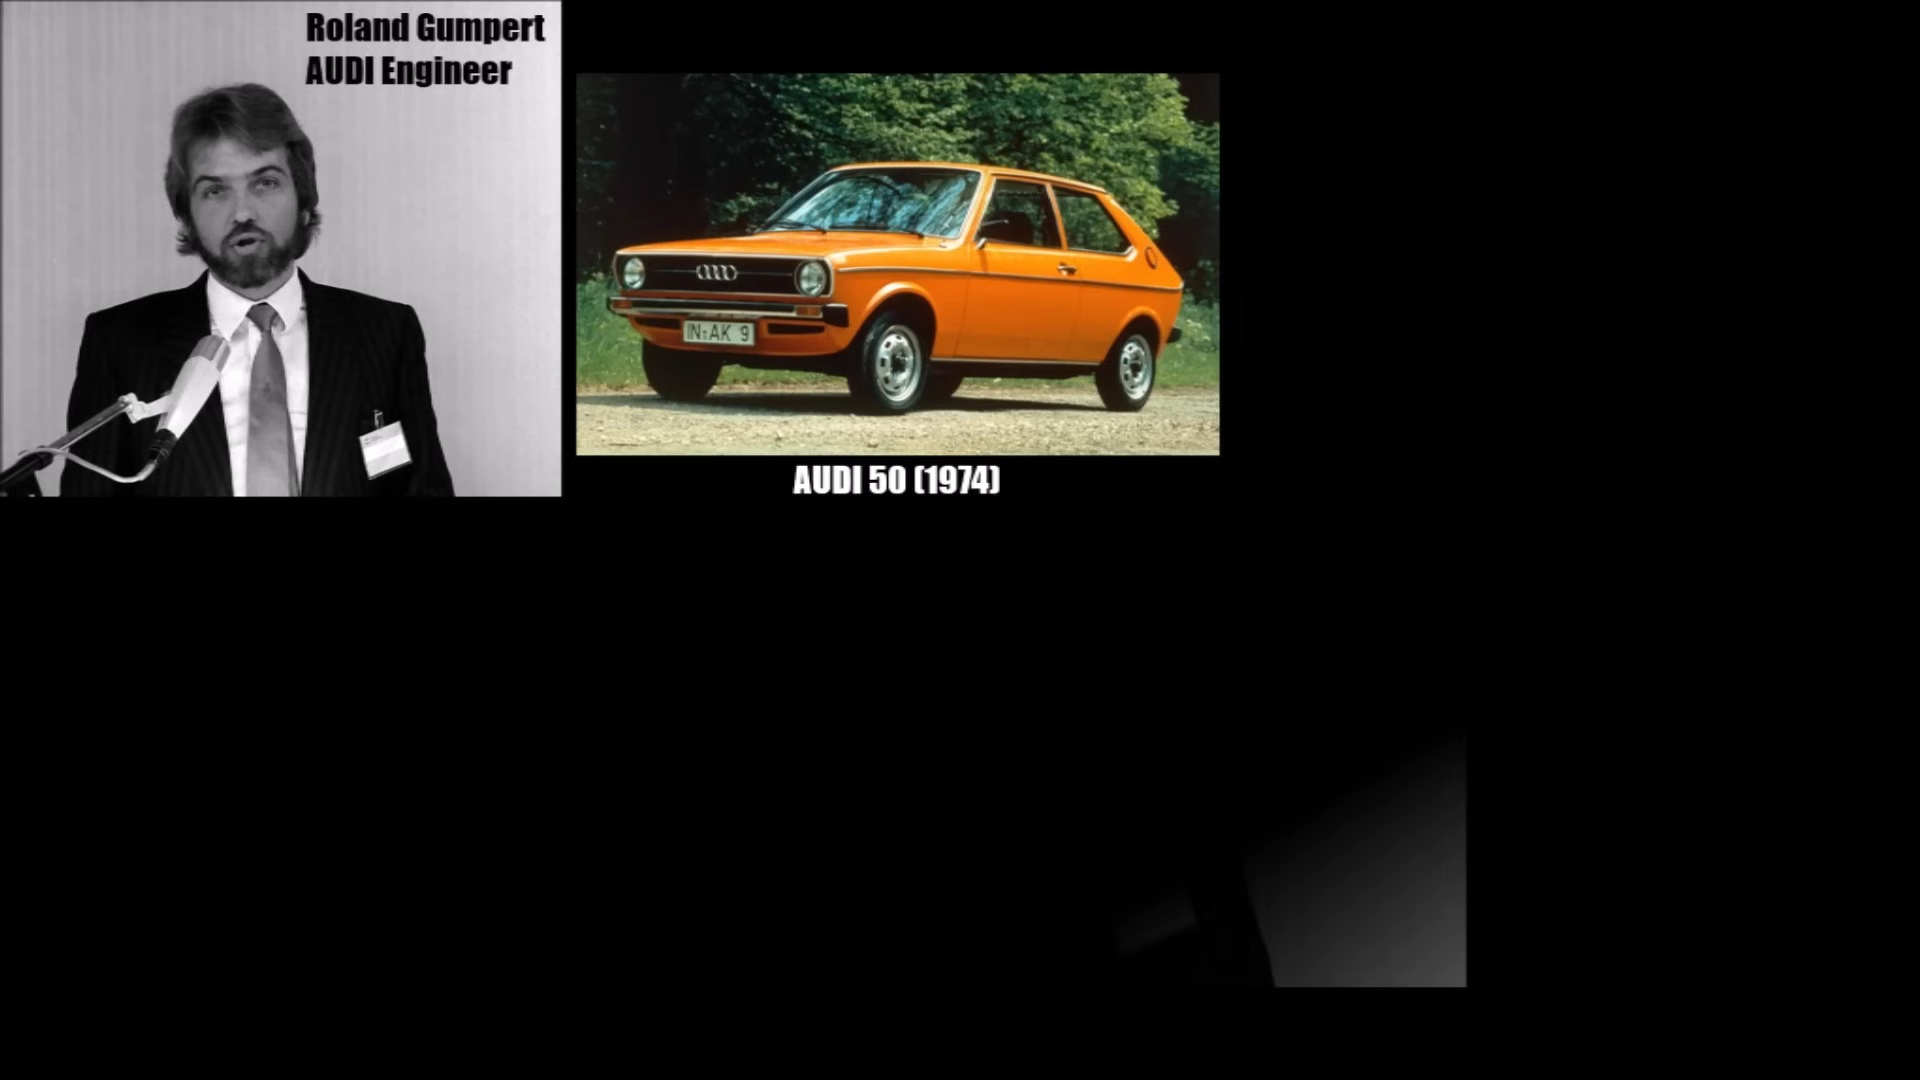 Roland Gumpert
AUDI Engineer
IN-AK 9
AUDI 50 (1974)